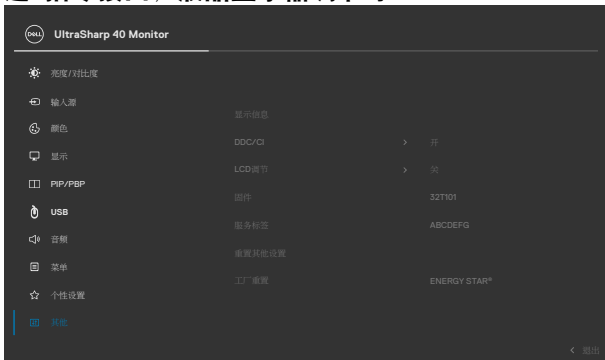 DELL UltraSharp 40 Monitor
亮度/对比度
输入源
颜色
显示
PIP/PBP
USB
音频
菜单
个性设置
其他
显示信息
DDC/CI 开
LCD调节 关
固件 32T101
服务标签 ABCDEFG
重置其他设置
工厂重置 ENERGY STAR®
退出